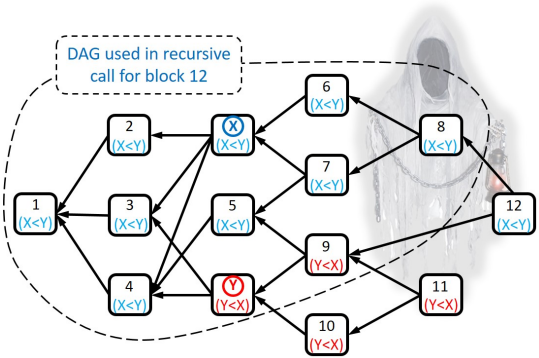 DAG used in recursive
call for block 12
1
(X<Y)
2
(X<Y)
3
(X<Y)
4
(X<Y)
X
(X<Y)
5
(X<Y)
Y
(Y<X)
6
(X<Y)
7
(X<Y)
9
(Y<X)
10
(Y<X)
8
(X<Y)
11
(Y<X)
12
(X<Y)